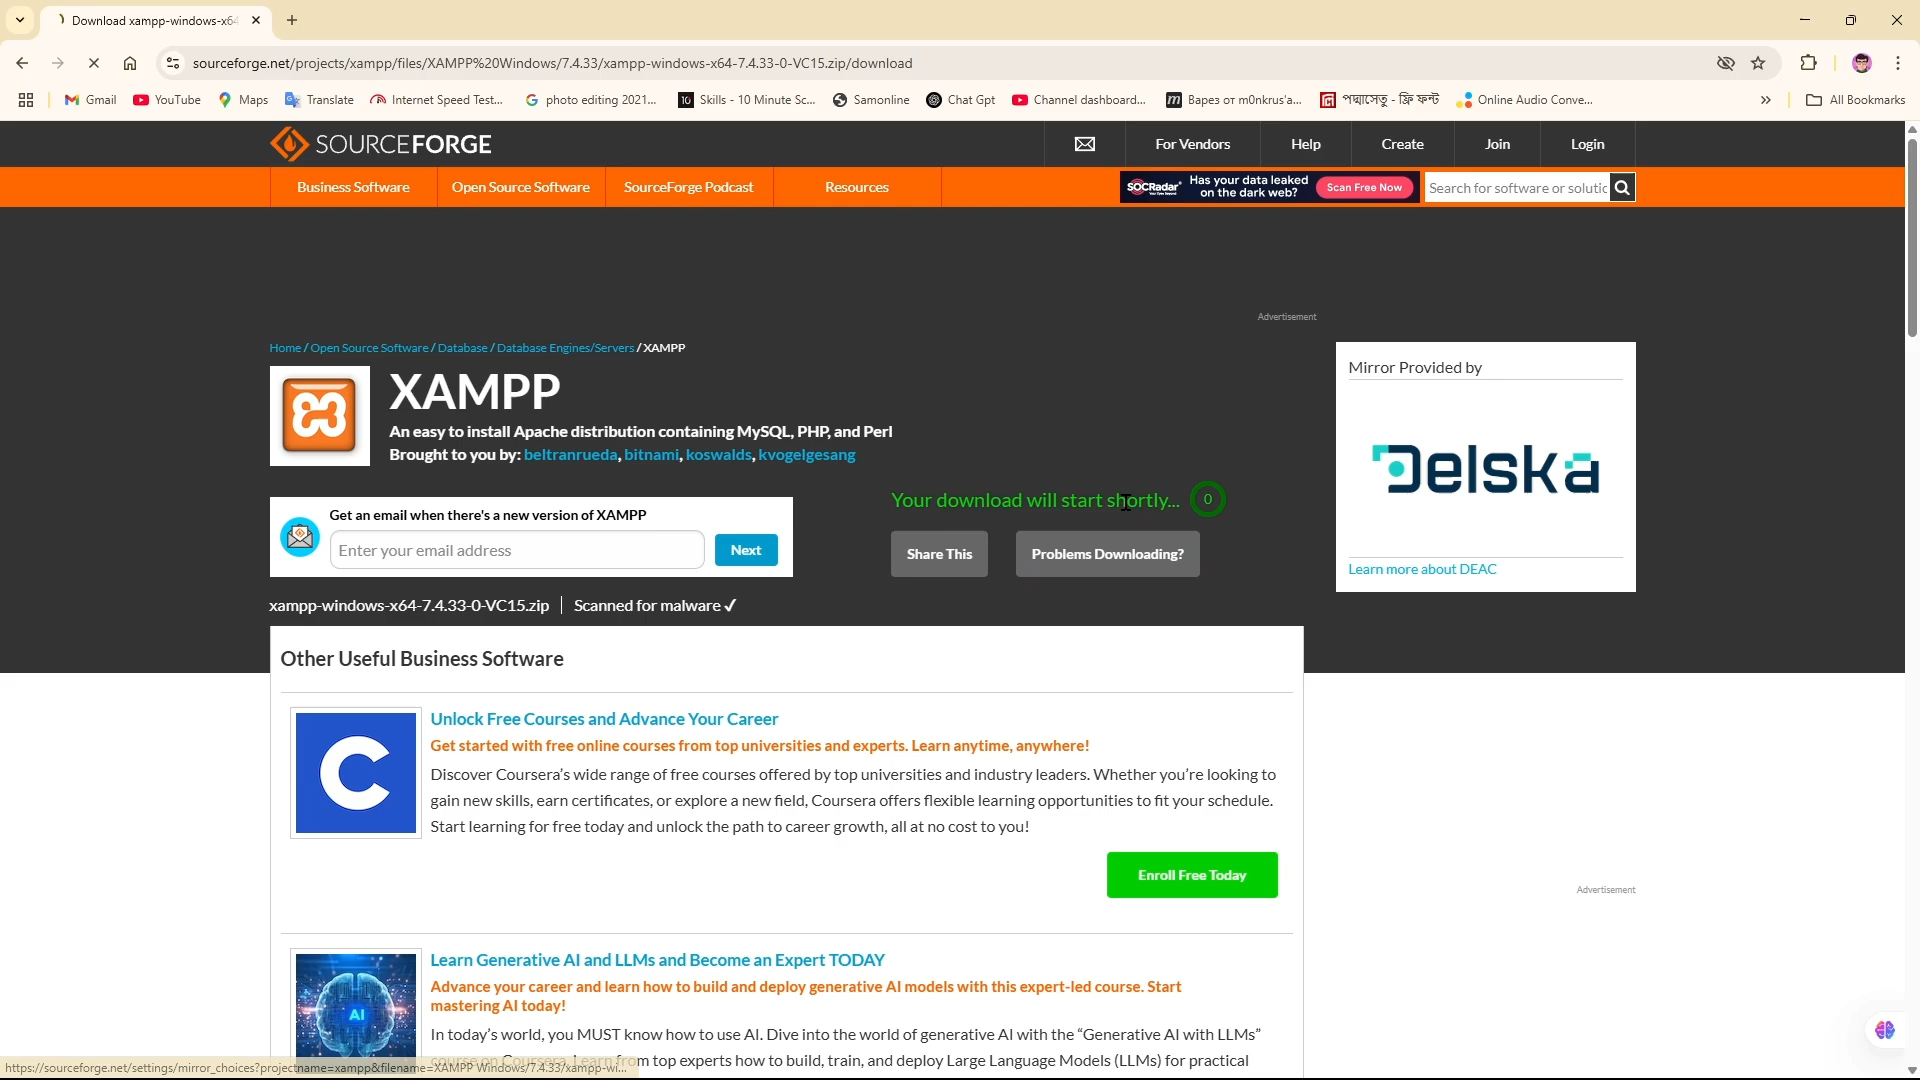 Download xampp-windows-x64
sourceforge.net/projects/xampp/files/XAMPP%20Windows/7.4.33/xampp-windows-x64-7.4.33-0-VC15.zip/download
Gmail YouTube Maps Translate Internet Speed Test... photo editing 2021... Skills - 10 Minute Sc... Samonline Chat Gpt Channel dashboard... Варез от m0nkrus'a... পদ্মাসেতু - ফ্রি ফন্ট Online Audio Conve... All Bookmarks
SOURCEFORGE
For Vendors Help Create Join Login
Business Software Open Source Software SourceForge Podcast Resources
SOCRadar Has your data leaked
on the dark web? Scan Free Now
Search for software or solutic
Advertisement
Home / Open Source Software / Database / Database Engines/Servers / XAMPP
XAMPP
An easy to install Apache distribution containing MySQL, PHP, and Perl
Brought to you by: beltranrueda, bitnami, koswalds, kvogelgesang
Mirror Provided by
Delska
Learn more about DEAC
Your download will start shortly... 0
Share This Problems Downloading?
Get an email when there's a new version of XAMPP
Enter your email address Next
xampp-windows-x64-7.4.33-0-VC15.zip | Scanned for malware ✓
Other Useful Business Software
C
Unlock Free Courses and Advance Your Career
Get started with free online courses from top universities and experts. Learn anytime, anywhere!
Discover Coursera’s wide range of free courses offered by top universities and industry leaders. Whether you’re looking to
gain new skills, earn certificates, or explore a new field, Coursera offers flexible learning opportunities to fit your schedule.
Start learning for free today and unlock the path to career growth, all at no cost to you!
Enroll Free Today
Advertisement
AI
Learn Generative AI and LLMs and Become an Expert TODAY
Advance your career and learn how to build and deploy generative AI models with this expert-led course. Start
mastering AI today!
In today’s world, you MUST know how to use AI. Dive into the world of generative AI with the “Generative AI with LLMs”
course on Coursera. Learn from top experts how to build, train, and deploy Large Language Models (LLMs) for practical
https://sourceforge.net/settings/mirror_choices?projectname=xampp&filename=XAMPP Windows/7.4.33/xampp-wi...